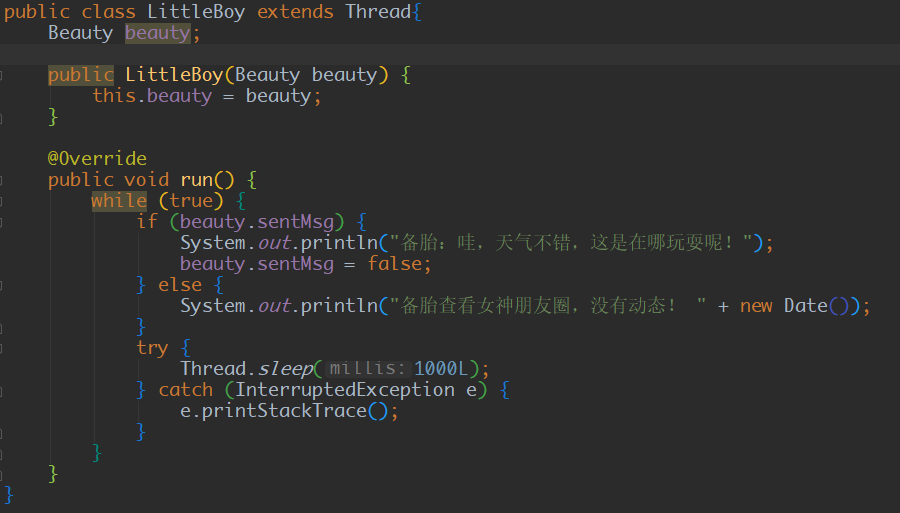 public class LittleBoy extends Thread{
    Beauty beauty;

    public LittleBoy(Beauty beauty) {
        this.beauty = beauty;
    }

    @Override
    public void run() {
        while (true) {
            if (beauty.sentMsg) {
                System.out.println("备胎：哇，天气不错，这是在哪玩耍呢！");
                beauty.sentMsg = false;
            } else {
                System.out.println("备胎查看女神朋友圈，没有动态！ " + new Date());
            }
            try {
                Thread.sleep( millis: 1000L);
            } catch (InterruptedException e) {
                e.printStackTrace();
            }
        }
    }
}